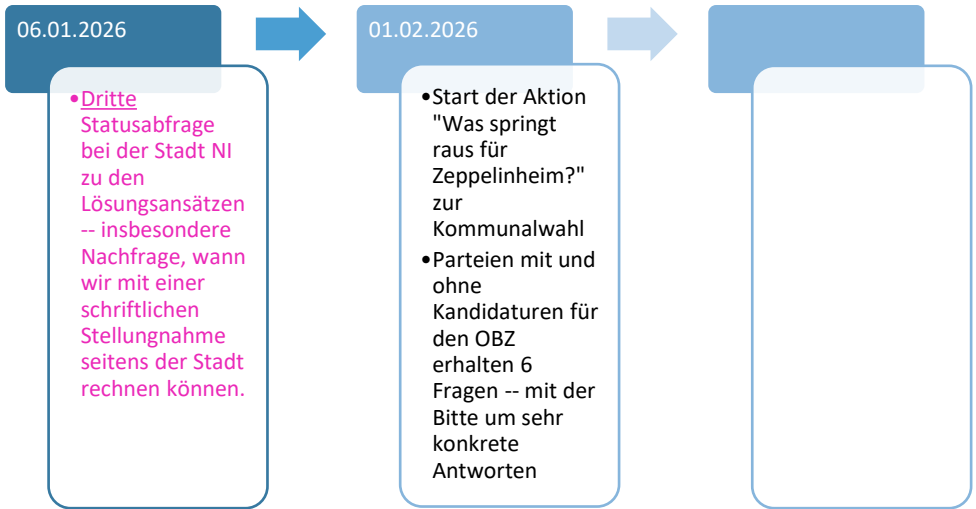 06.01.2026
•Dritte
Statusabfrage
bei der Stadt NI
zu den
Lösungsansätzen
-- insbesondere
Nachfrage, wann
wir mit einer
schriftlichen
Stellungnahme
seitens der Stadt
rechnen können.
01.02.2026
•Start der Aktion
"Was springt
raus für
Zeppelinheim?"
zur
Kommunalwahl
•Parteien mit und
ohne
Kandidaturen für
den OBZ
erhalten 6
Fragen -- mit der
Bitte um sehr
konkrete
Antworten